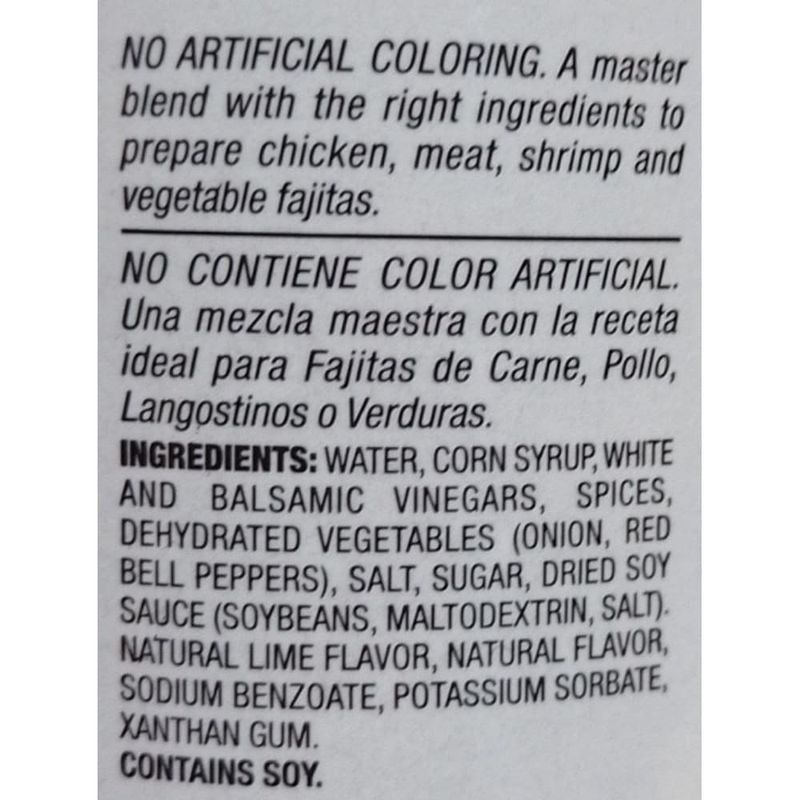 NO ARTIFICIAL COLORING. A master
blend with the right ingredients to
prepare chicken, meat, shrimp and
vegetable fajitas.
NO CONTIENE COLOR ARTIFICIAL.
Una mezcla maestra con la receta
ideal para Fajitas de Carne, Pollo,
Langostinos o Verduras.
INGREDIENTS: WATER, CORN SYRUP, WHITE
AND BALSAMIC VINEGARS, SPICES,
DEHYDRATED VEGETABLES (ONION, RED
BELL PEPPERS), SALT, SUGAR, DRIED SOY
SAUCE (SOYBEANS, MALTODEXTRIN, SALT).
NATURAL LIME FLAVOR, NATURAL FLAVOR,
SODIUM BENZOATE, POTASSIUM SORBATE,
XANTHAN GUM.
CONTAINS SOY.